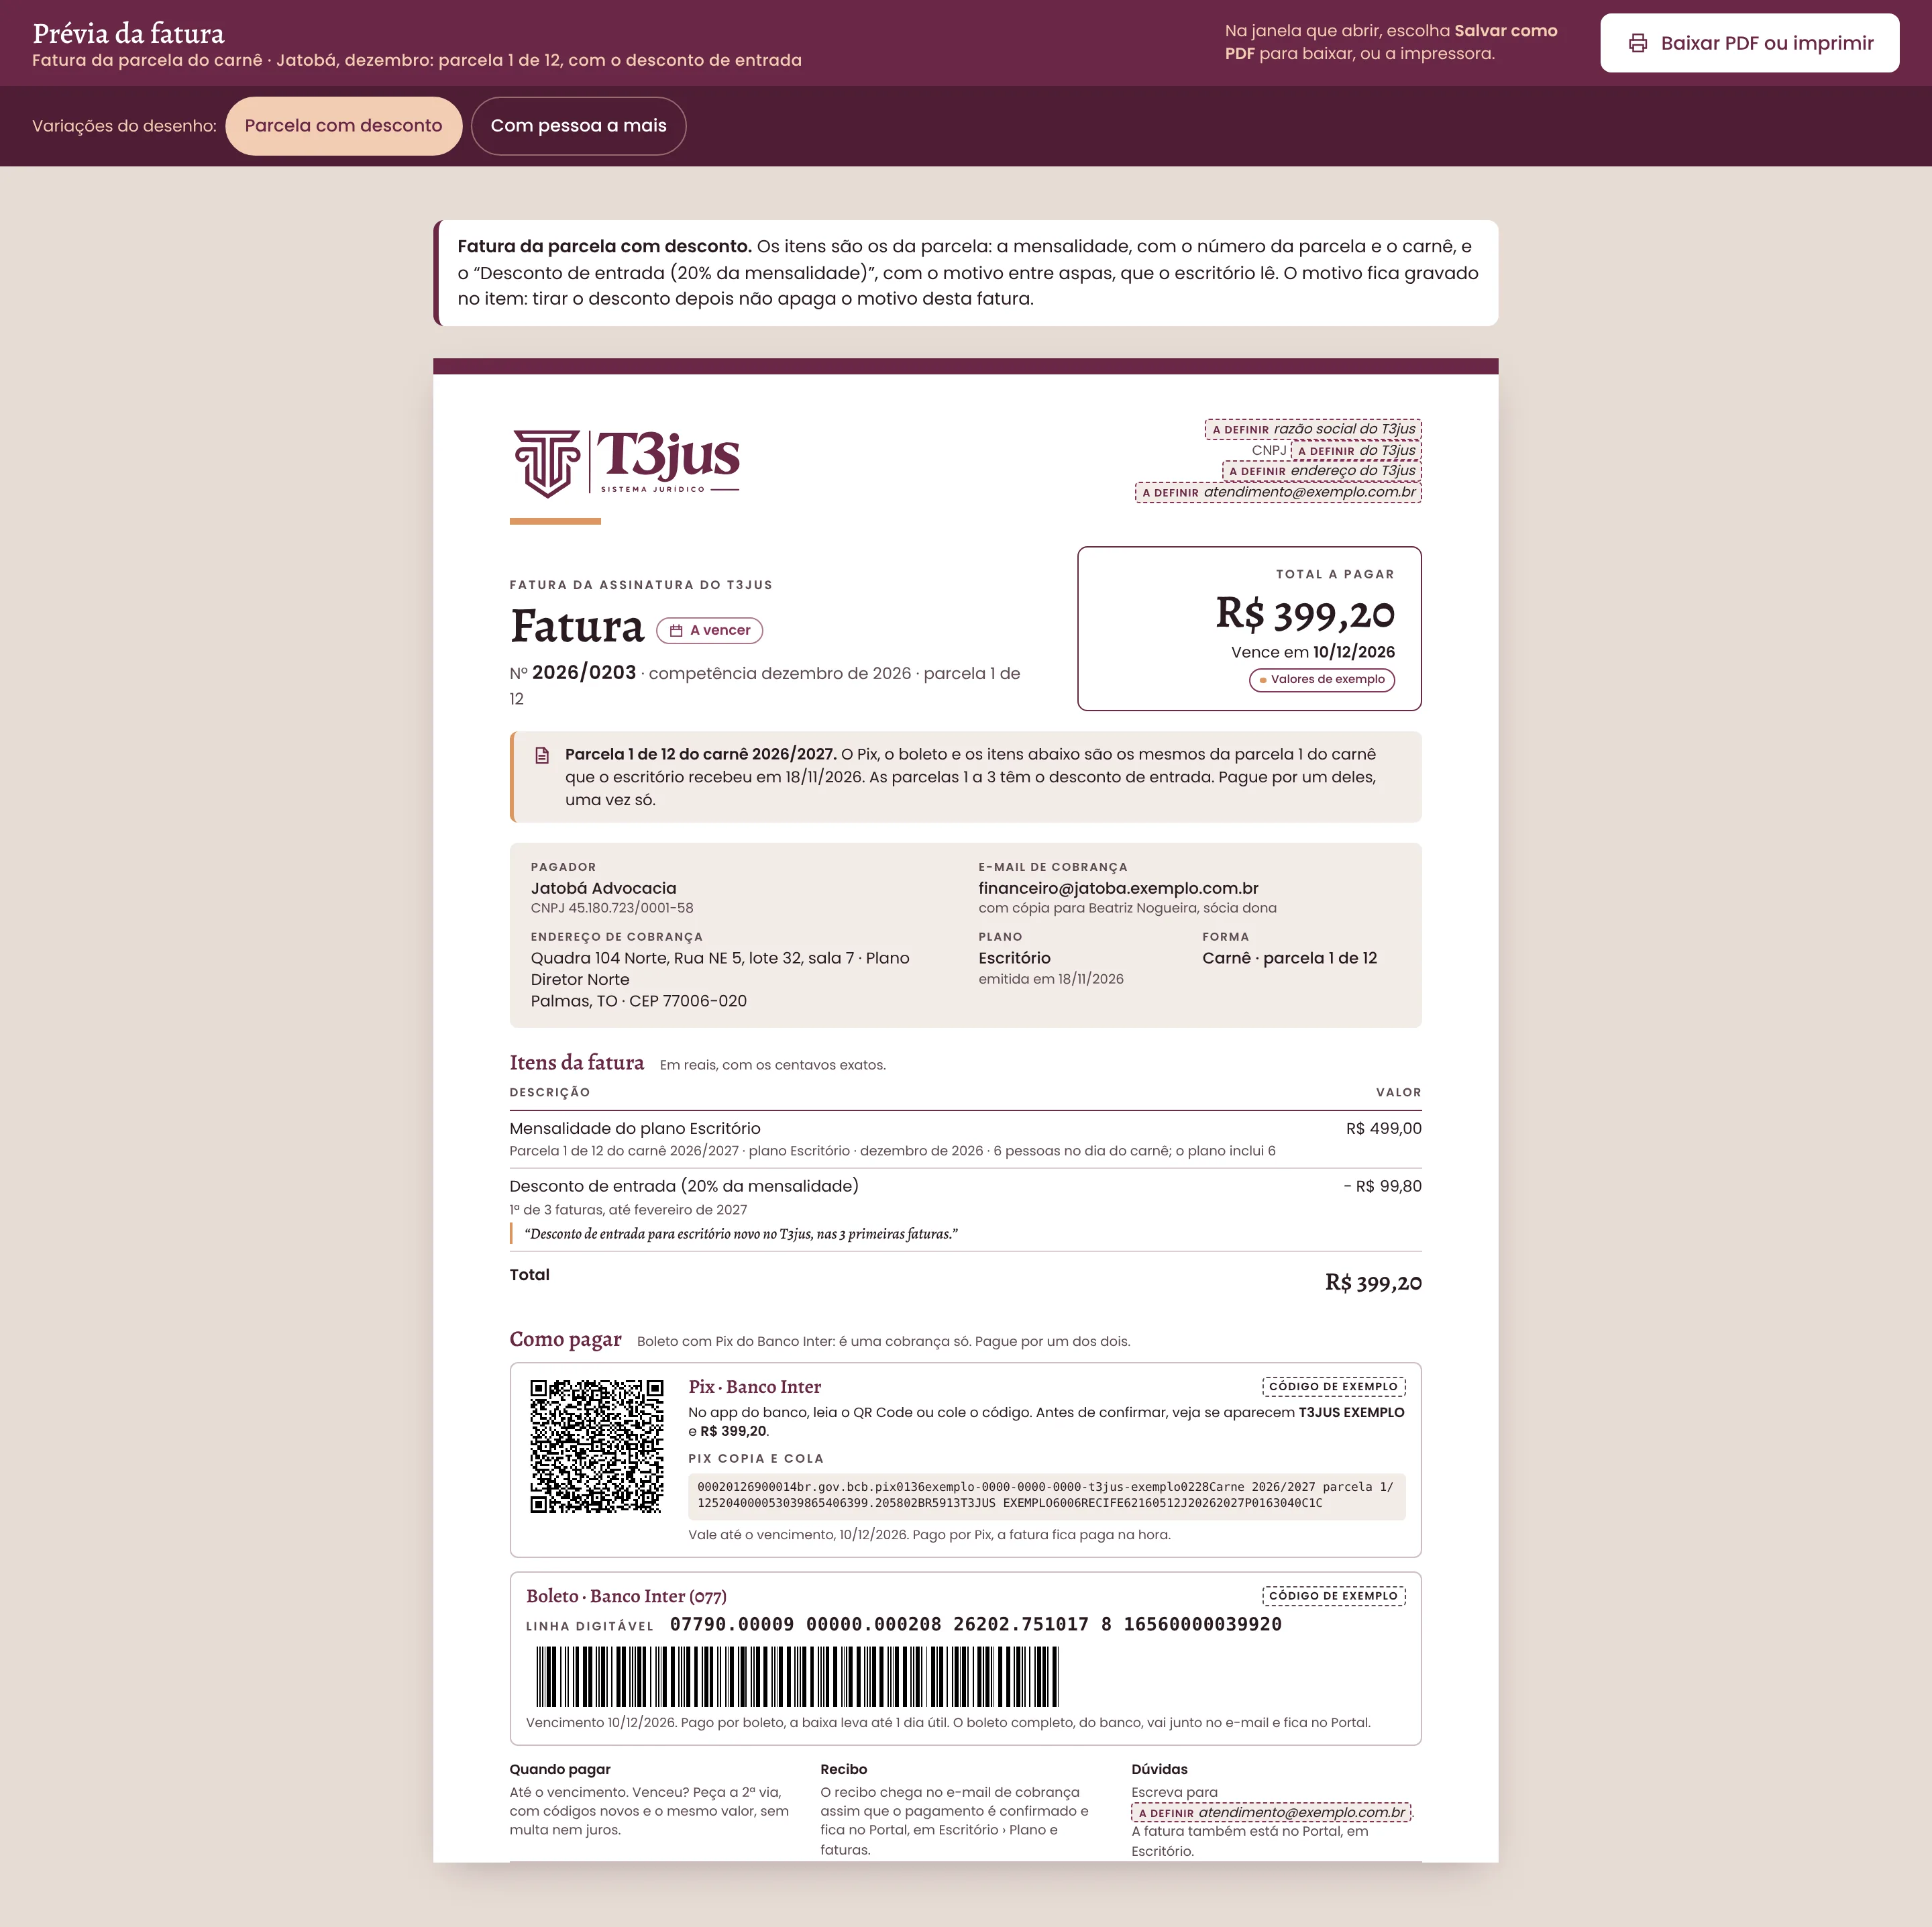 Prévia da fatura
Fatura da parcela do carnê · Jatobá, dezembro: parcela 1 de 12, com o desconto de entrada
Na janela que abrir, escolha Salvar como
PDF para baixar, ou a impressora.
Baixar PDF ou imprimir
Variações do desenho:
Parcela com desconto
Com pessoa a mais
Fatura da parcela com desconto. Os itens são os da parcela: a mensalidade, com o número da parcela e o carnê, e
o “Desconto de entrada (20% da mensalidade)”, com o motivo entre aspas, que o escritório lê. O motivo fica gravado
no item: tirar o desconto depois não apaga o motivo desta fatura.
T3jus
SISTEMA JURÍDICO
A DEFINIR razão social do T3jus
CNPJ A DEFINIR do T3jus
A DEFINIR endereço do T3jus
A DEFINIR atendimento@exemplo.com.br
FATURA DA ASSINATURA DO T3JUS
Fatura
A vencer
Nº 2026/0203 · competência dezembro de 2026 · parcela 1 de
12
TOTAL A PAGAR
R$ 399,20
Vence em 10/12/2026
Valores de exemplo
Parcela 1 de 12 do carnê 2026/2027. O Pix, o boleto e os itens abaixo são os mesmos da parcela 1 do carnê
que o escritório recebeu em 18/11/2026. As parcelas 1 a 3 têm o desconto de entrada. Pague por um deles,
uma vez só.
PAGADOR
Jatobá Advocacia
CNPJ 45.180.723/0001-58
E-MAIL DE COBRANÇA
financeiro@jatoba.exemplo.com.br
com cópia para Beatriz Nogueira, sócia dona
ENDEREÇO DE COBRANÇA
Quadra 104 Norte, Rua NE 5, lote 32, sala 7 · Plano
Diretor Norte
Palmas, TO · CEP 77006-020
PLANO
Escritório
emitida em 18/11/2026
FORMA
Carnê · parcela 1 de 12
Itens da fatura
Em reais, com os centavos exatos.
DESCRIÇÃO
VALOR
Mensalidade do plano Escritório
R$ 499,00
Parcela 1 de 12 do carnê 2026/2027 · plano Escritório · dezembro de 2026 · 6 pessoas no dia do carnê; o plano inclui 6
Desconto de entrada (20% da mensalidade)
- R$ 99,80
1ª de 3 faturas, até fevereiro de 2027
“Desconto de entrada para escritório novo no T3jus, nas 3 primeiras faturas.”
Total
R$ 399,20
Como pagar
Boleto com Pix do Banco Inter: é uma cobrança só. Pague por um dos dois.
Pix · Banco Inter
CÓDIGO DE EXEMPLO
No app do banco, leia o QR Code ou cole o código. Antes de confirmar, veja se aparecem T3JUS EXEMPLO
e R$ 399,20.
PIX COPIA E COLA
00020126900014br.gov.bcb.pix0136exemplo-0000-0000-0000-t3jus-exemplo0228Carne 2026/2027 parcela 1/
125204000053039865406399.205802BR5913T3JUS EXEMPLO6006RECIFE62160512J20262027P0163040C1C
Vale até o vencimento, 10/12/2026. Pago por Pix, a fatura fica paga na hora.
Boleto · Banco Inter (077)
CÓDIGO DE EXEMPLO
LINHA DIGITÁVEL 07790.00009 00000.000208 26202.751017 8 16560000039920
Vencimento 10/12/2026. Pago por boleto, a baixa leva até 1 dia útil. O boleto completo, do banco, vai junto no e-mail e fica no Portal.
Quando pagar
Até o vencimento. Venceu? Peça a 2ª via,
com códigos novos e o mesmo valor, sem
multa nem juros.
Recibo
O recibo chega no e-mail de cobrança
assim que o pagamento é confirmado e
fica no Portal, em Escritório › Plano e
faturas.
Dúvidas
Escreva para
A DEFINIR atendimento@exemplo.com.br.
A fatura também está no Portal, em
Escritório.